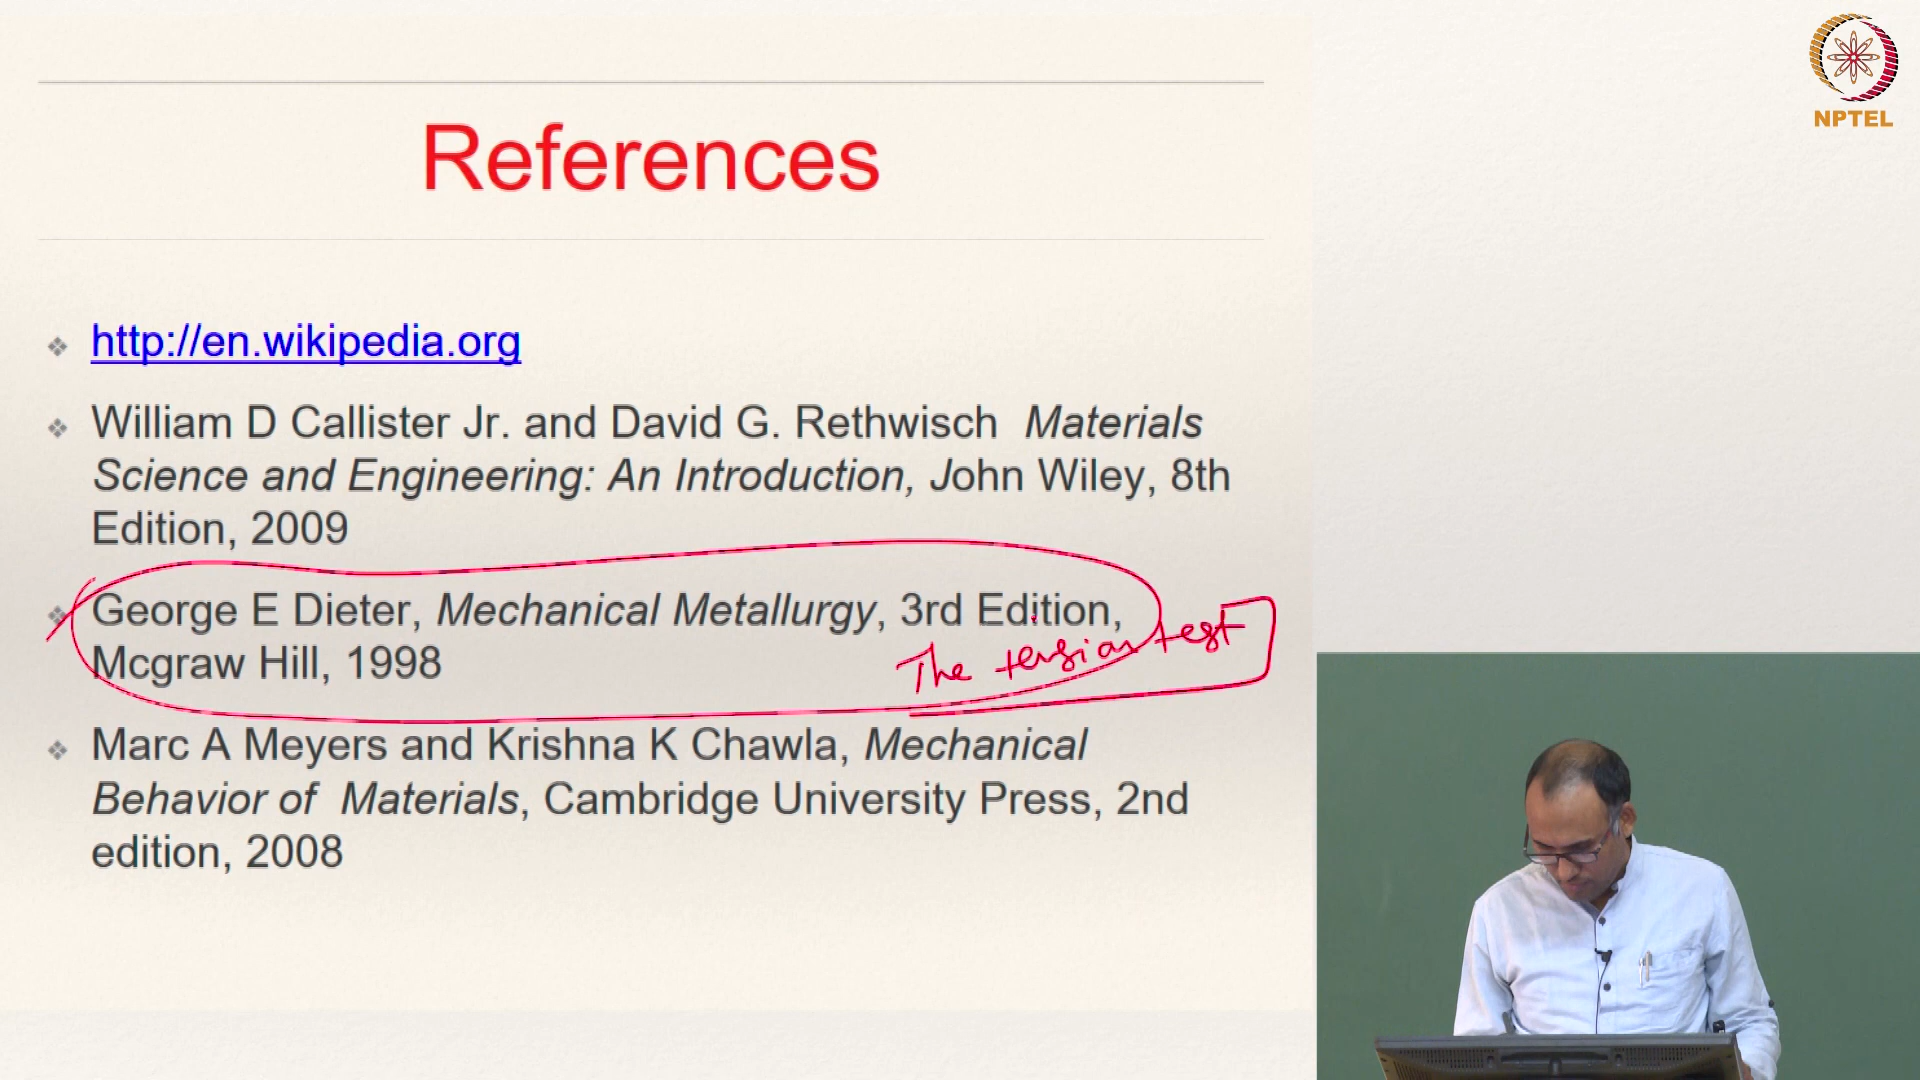 NPTEL
References
http://en.wikipedia.org
William D Callister Jr. and David G. Rethwisch Materials
Science and Engineering: An Introduction, John Wiley, 8th
Edition, 2009
George E Dieter, Mechanical Metallurgy, 3rd Edition,
Mcgraw Hill, 1998
The tension test
Marc A Meyers and Krishna K Chawla, Mechanical
Behavior of Materials, Cambridge University Press, 2nd
edition, 2008